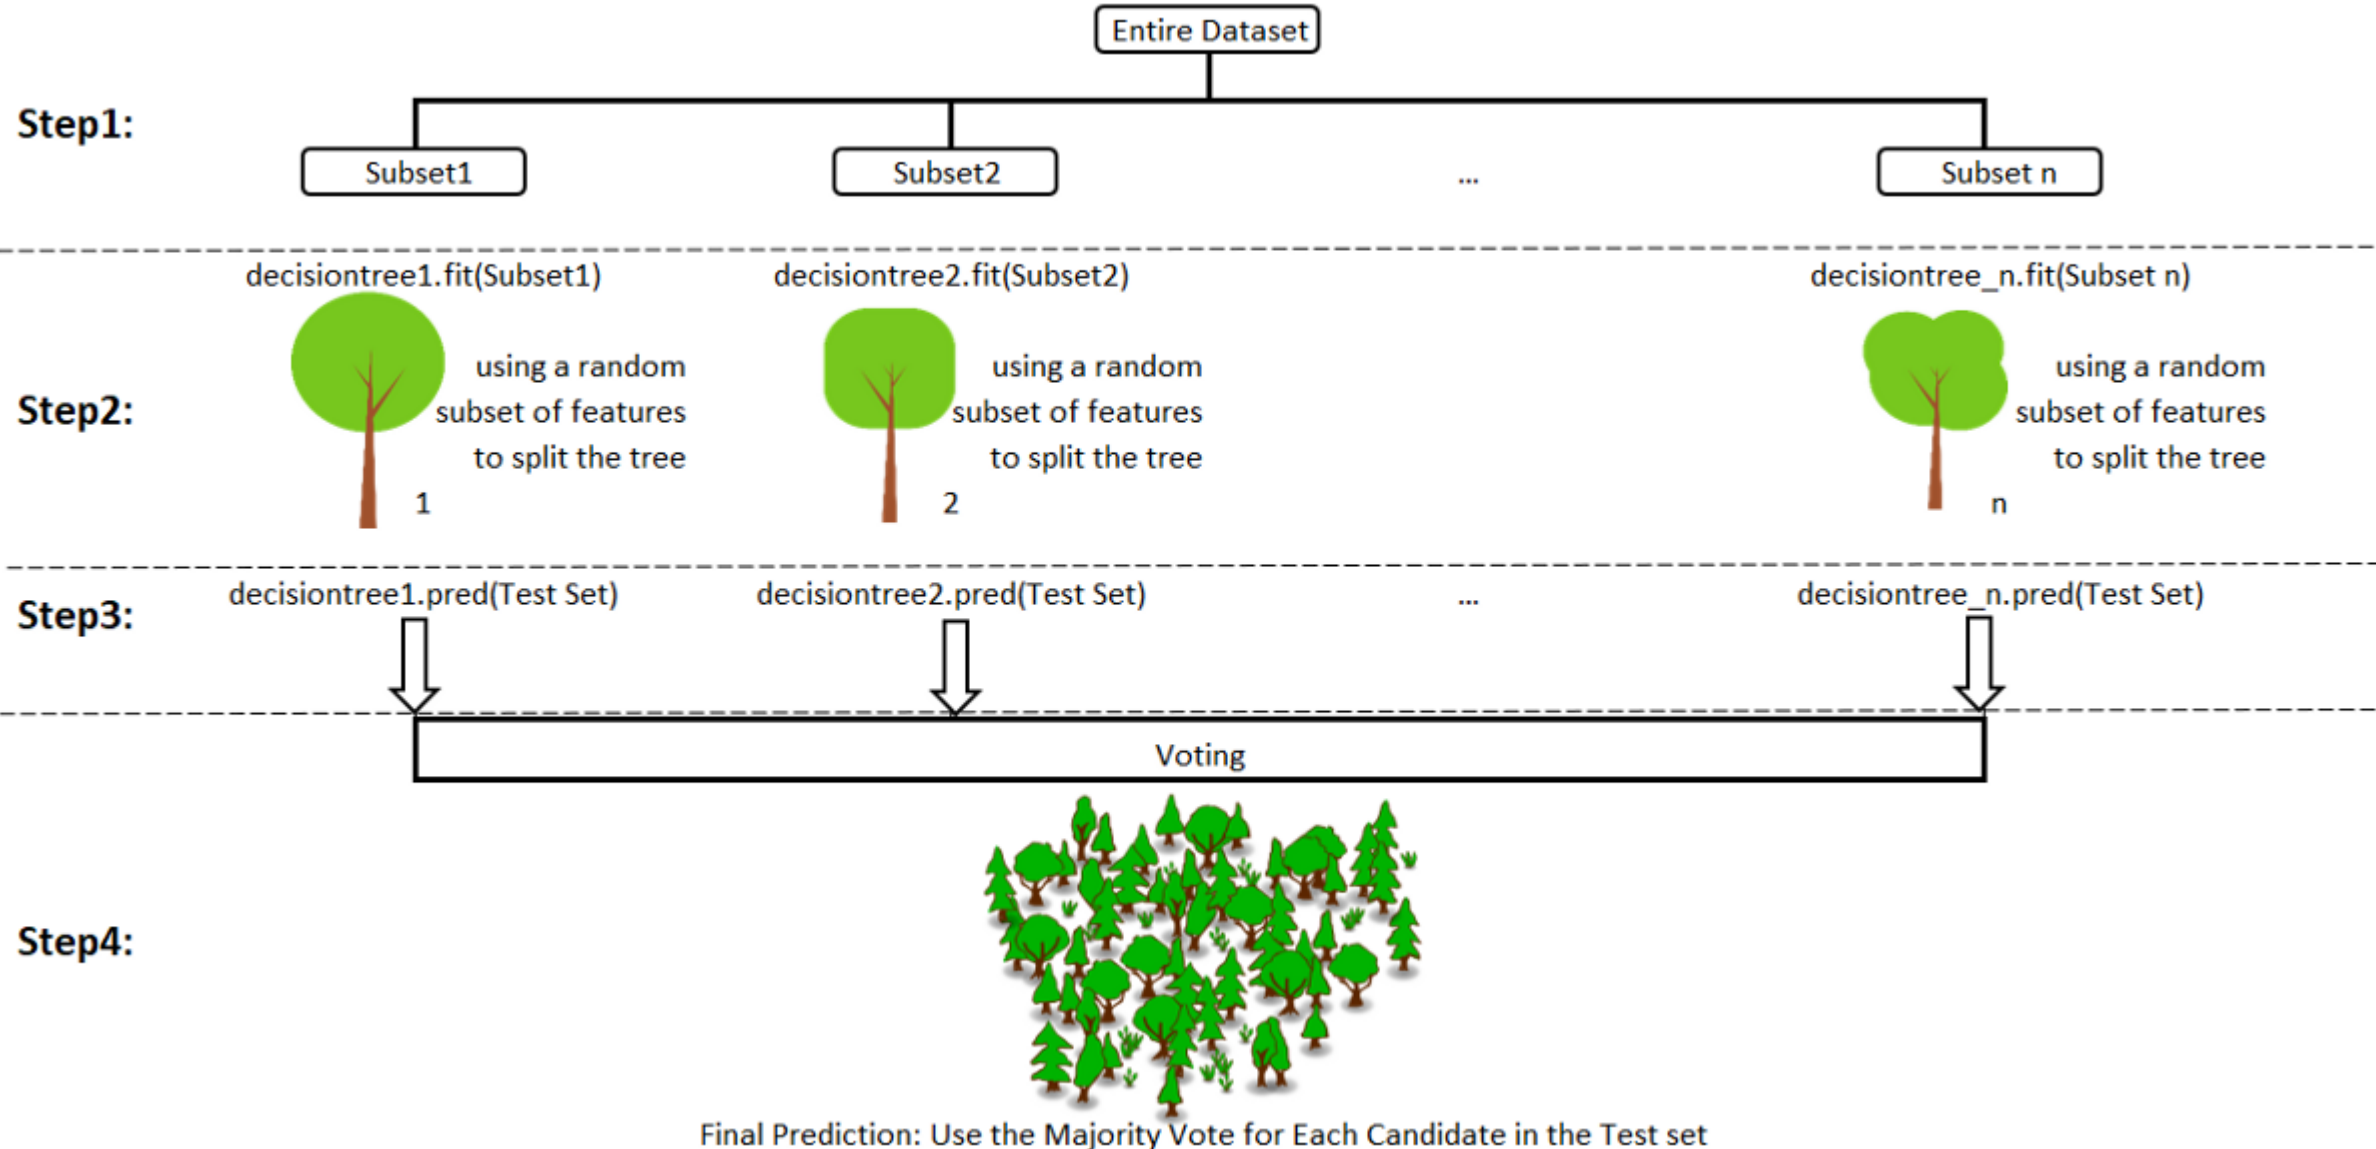 Entire Dataset
Step1:
Subset1
Subset2
...
Subset n
decisiontree1.fit(Subset1)
decisiontree2.fit(Subset2)
decisiontree_n.fit(Subset n)
Step2:
using a random
subset of features
to split the tree
1
using a random
subset of features
to split the tree
2
using a random
subset of features
to split the tree
n
Step3:
decisiontree1.pred(Test Set)
decisiontree2.pred(Test Set)
...
decisiontree_n.pred(Test Set)
Voting
Step4:
Final Prediction: Use the Majority Vote for Each Candidate in the Test set